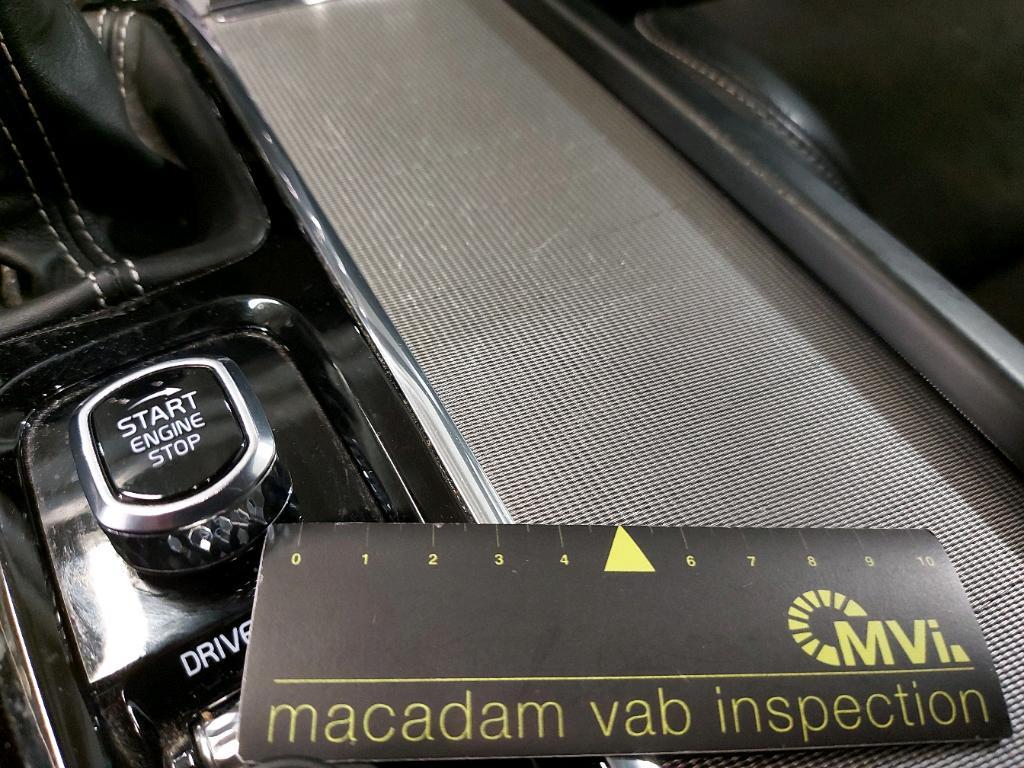 START
ENGINE
STOP
DRIVE
0 1 2 3 4 6 7 8 9 10
MVi
macadam vab inspection